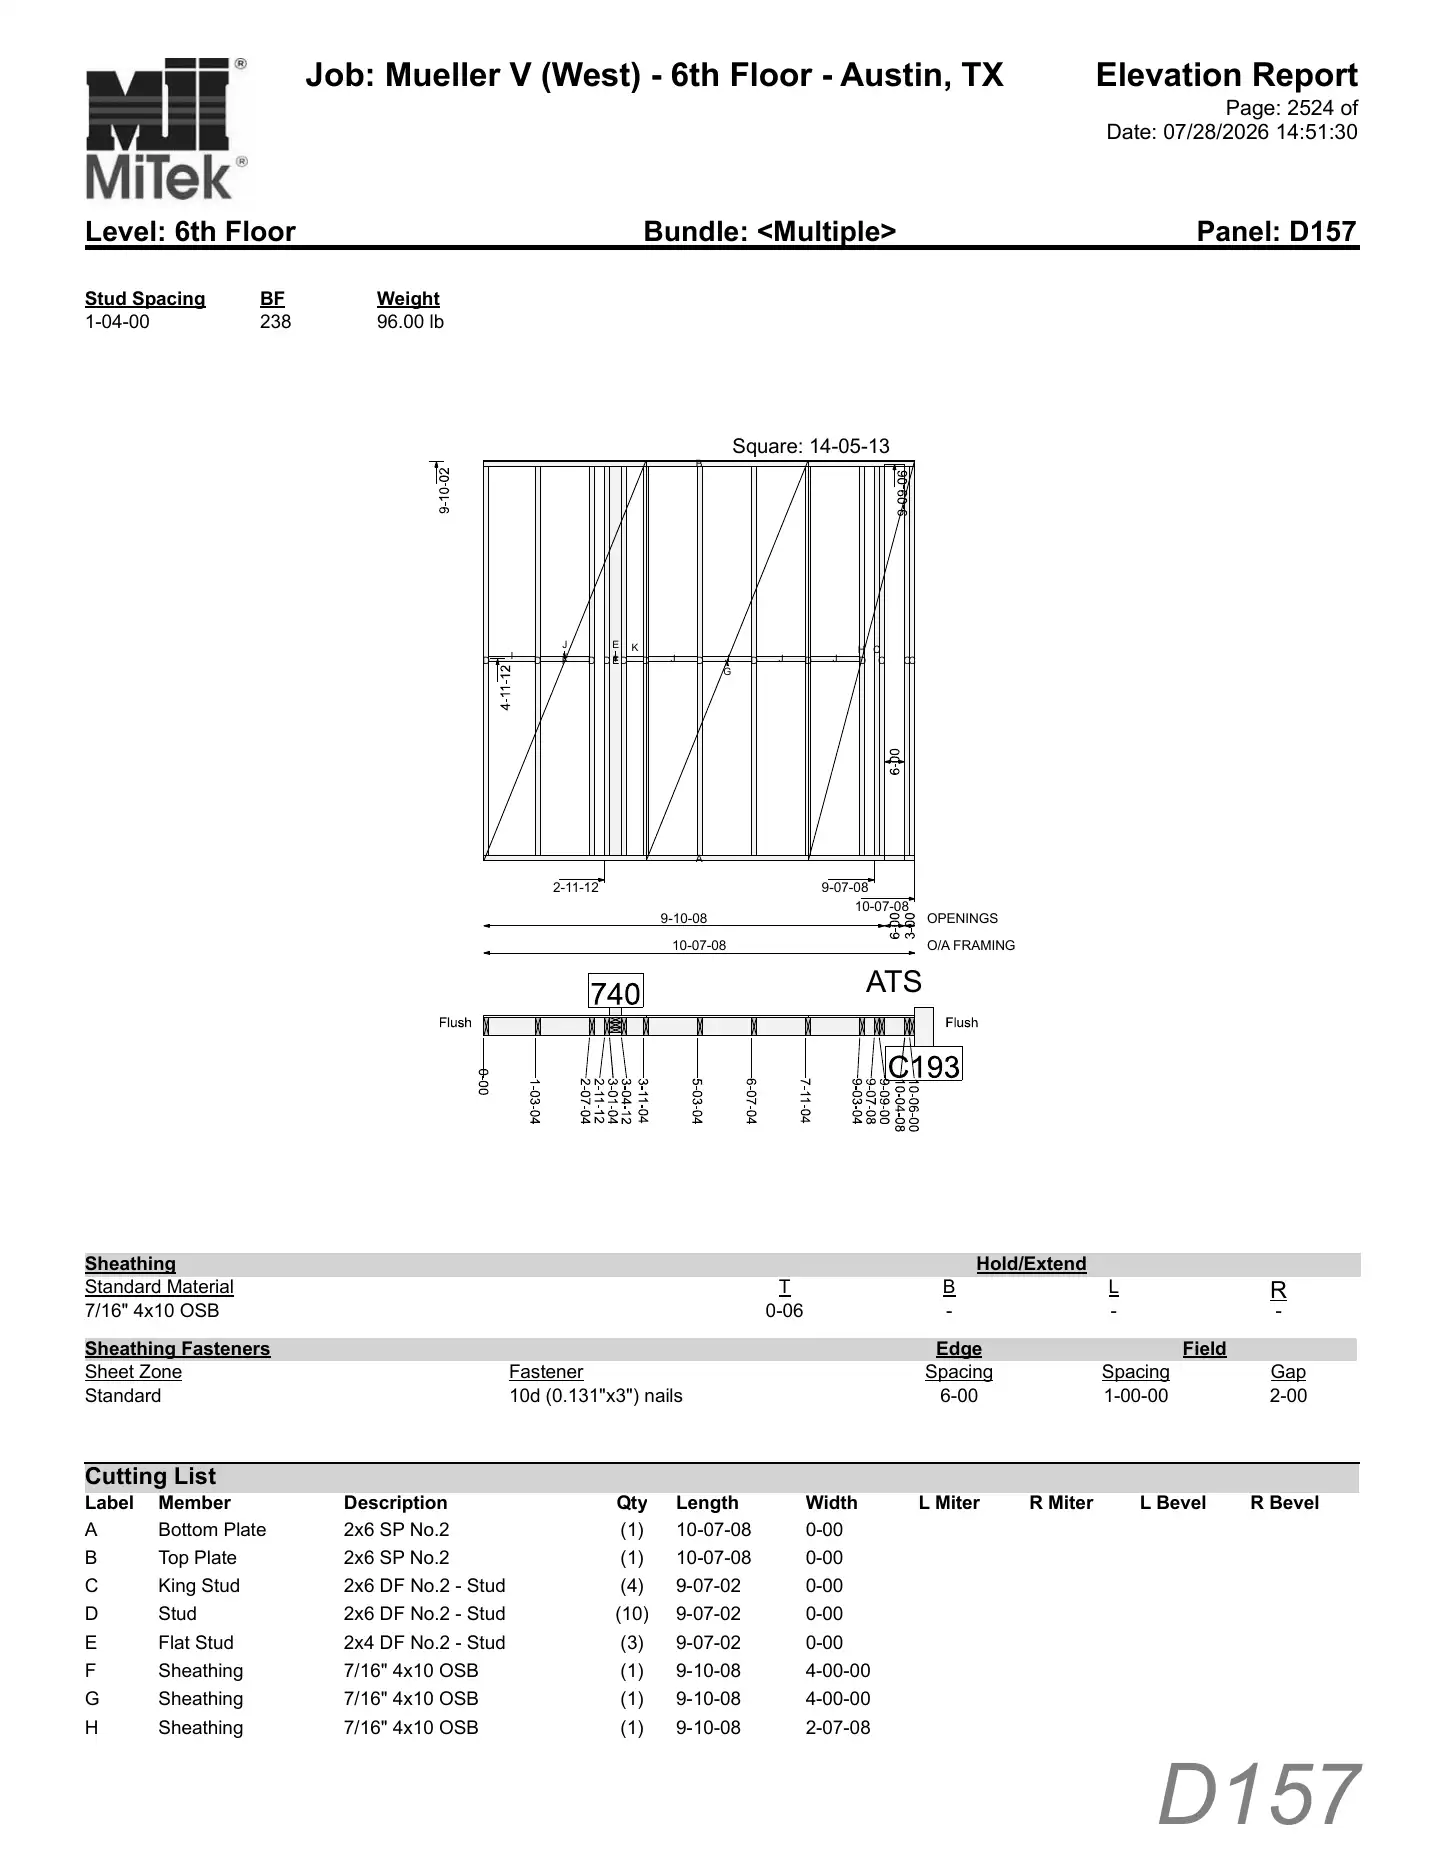 Job: Mueller V (West) - 6th Floor - Austin, TX
Elevation Report
Page: 2524 of
Date: 07/28/2026 14:51:30
MiTek®
Level: 6th Floor Bundle: <Multiple> Panel: D157
Stud Spacing BF Weight
1-04-00 238 96.00 lb
Square: 14-05-13
9-10-02
9-09-06
B
J E K
J J J
H C
G
4-11-12
6-00
A
2-11-12 9-07-08
10-07-08
9-10-08 6-00 3-00 OPENINGS
10-07-08 O/A FRAMING
740 ATS
Flush Flush
C193
0-00 1-03-04 2-07-04 2-11-12 3-01-04 3-04-12 3-11-04 5-03-04 6-07-04 7-11-04 9-03-04 9-07-08 9-09-00 10-04-08 10-06-00
Sheathing Hold/Extend
Standard Material T B L R
7/16" 4x10 OSB 0-06 - - -
Sheathing Fasteners Edge Field
Sheet Zone Fastener Spacing Spacing Gap
Standard 10d (0.131"x3") nails 6-00 1-00-00 2-00
Cutting List
Label Member Description Qty Length Width L Miter R Miter L Bevel R Bevel
A Bottom Plate 2x6 SP No.2 (1) 10-07-08 0-00
B Top Plate 2x6 SP No.2 (1) 10-07-08 0-00
C King Stud 2x6 DF No.2 - Stud (4) 9-07-02 0-00
D Stud 2x6 DF No.2 - Stud (10) 9-07-02 0-00
E Flat Stud 2x4 DF No.2 - Stud (3) 9-07-02 0-00
F Sheathing 7/16" 4x10 OSB (1) 9-10-08 4-00-00
G Sheathing 7/16" 4x10 OSB (1) 9-10-08 4-00-00
H Sheathing 7/16" 4x10 OSB (1) 9-10-08 2-07-08
D157